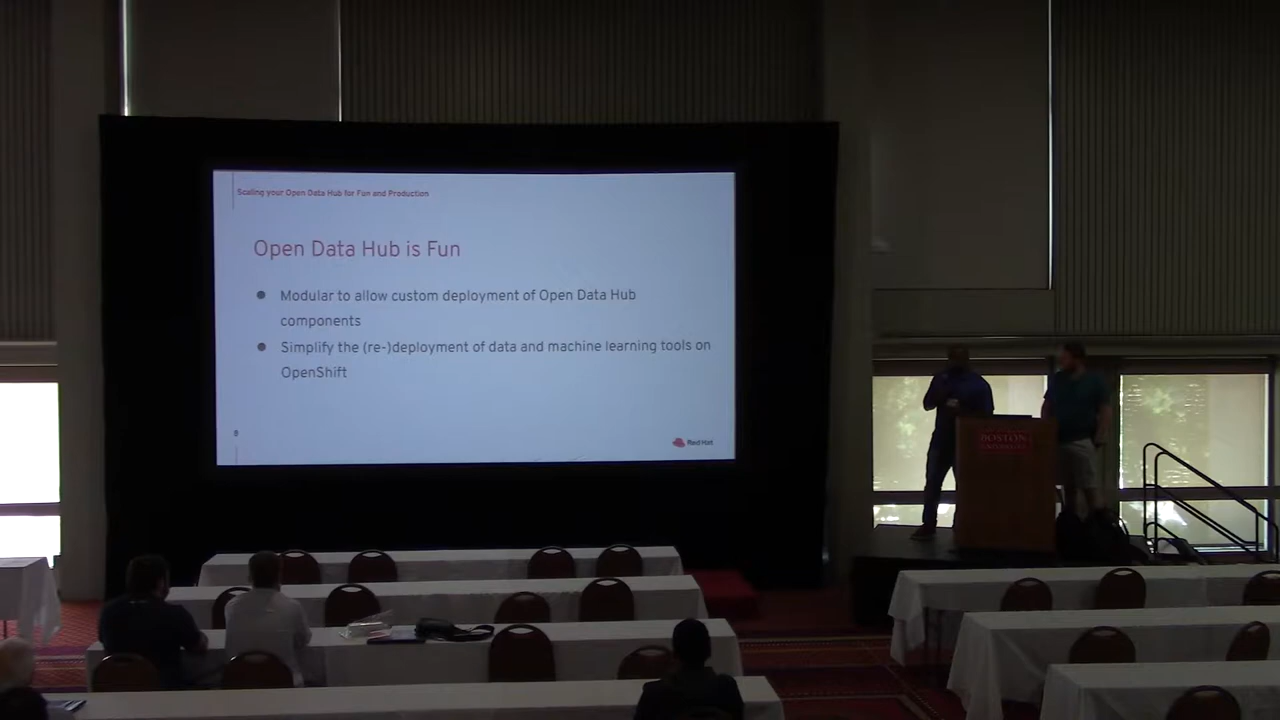 Scaling your Open Data Hub for Fun and Production
Open Data Hub is Fun
● Modular to allow custom deployment of Open Data Hub
components
● Simplify the (re-)deployment of data and machine learning tools on
OpenShift
Red Hat
BOSTON
UNIVERSITY